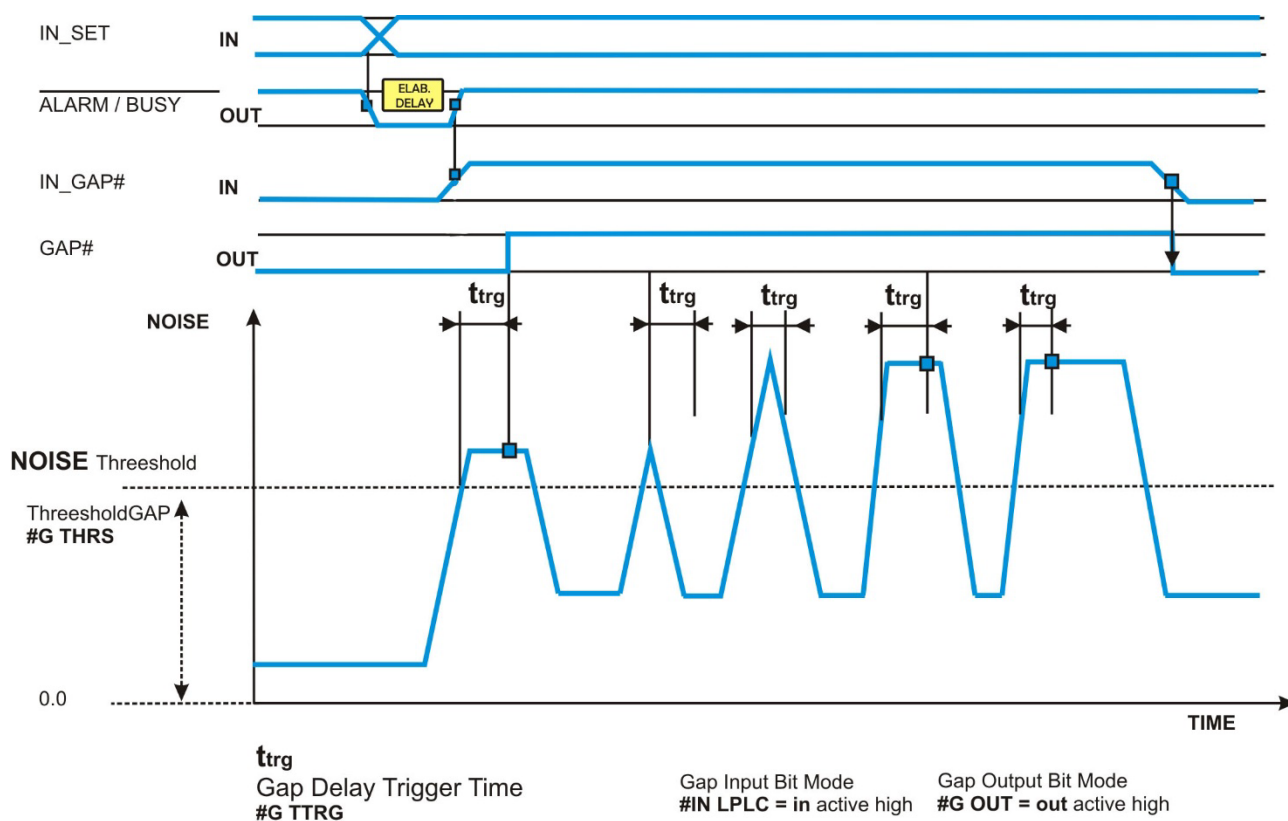 IN_SET IN
ELAB.
DELAY
ALARM / BUSY OUT
IN_GAP# IN
GAP# OUT
ttrg ttrg ttrg ttrg ttrg
NOISE
NOISE Threeshold
ThreesholdGAP
#G THRS
0.0
TIME
ttrg
Gap Delay Trigger Time
#G TTRG
Gap Input Bit Mode
#IN LPLC = in active high
Gap Output Bit Mode
#G OUT = out active high